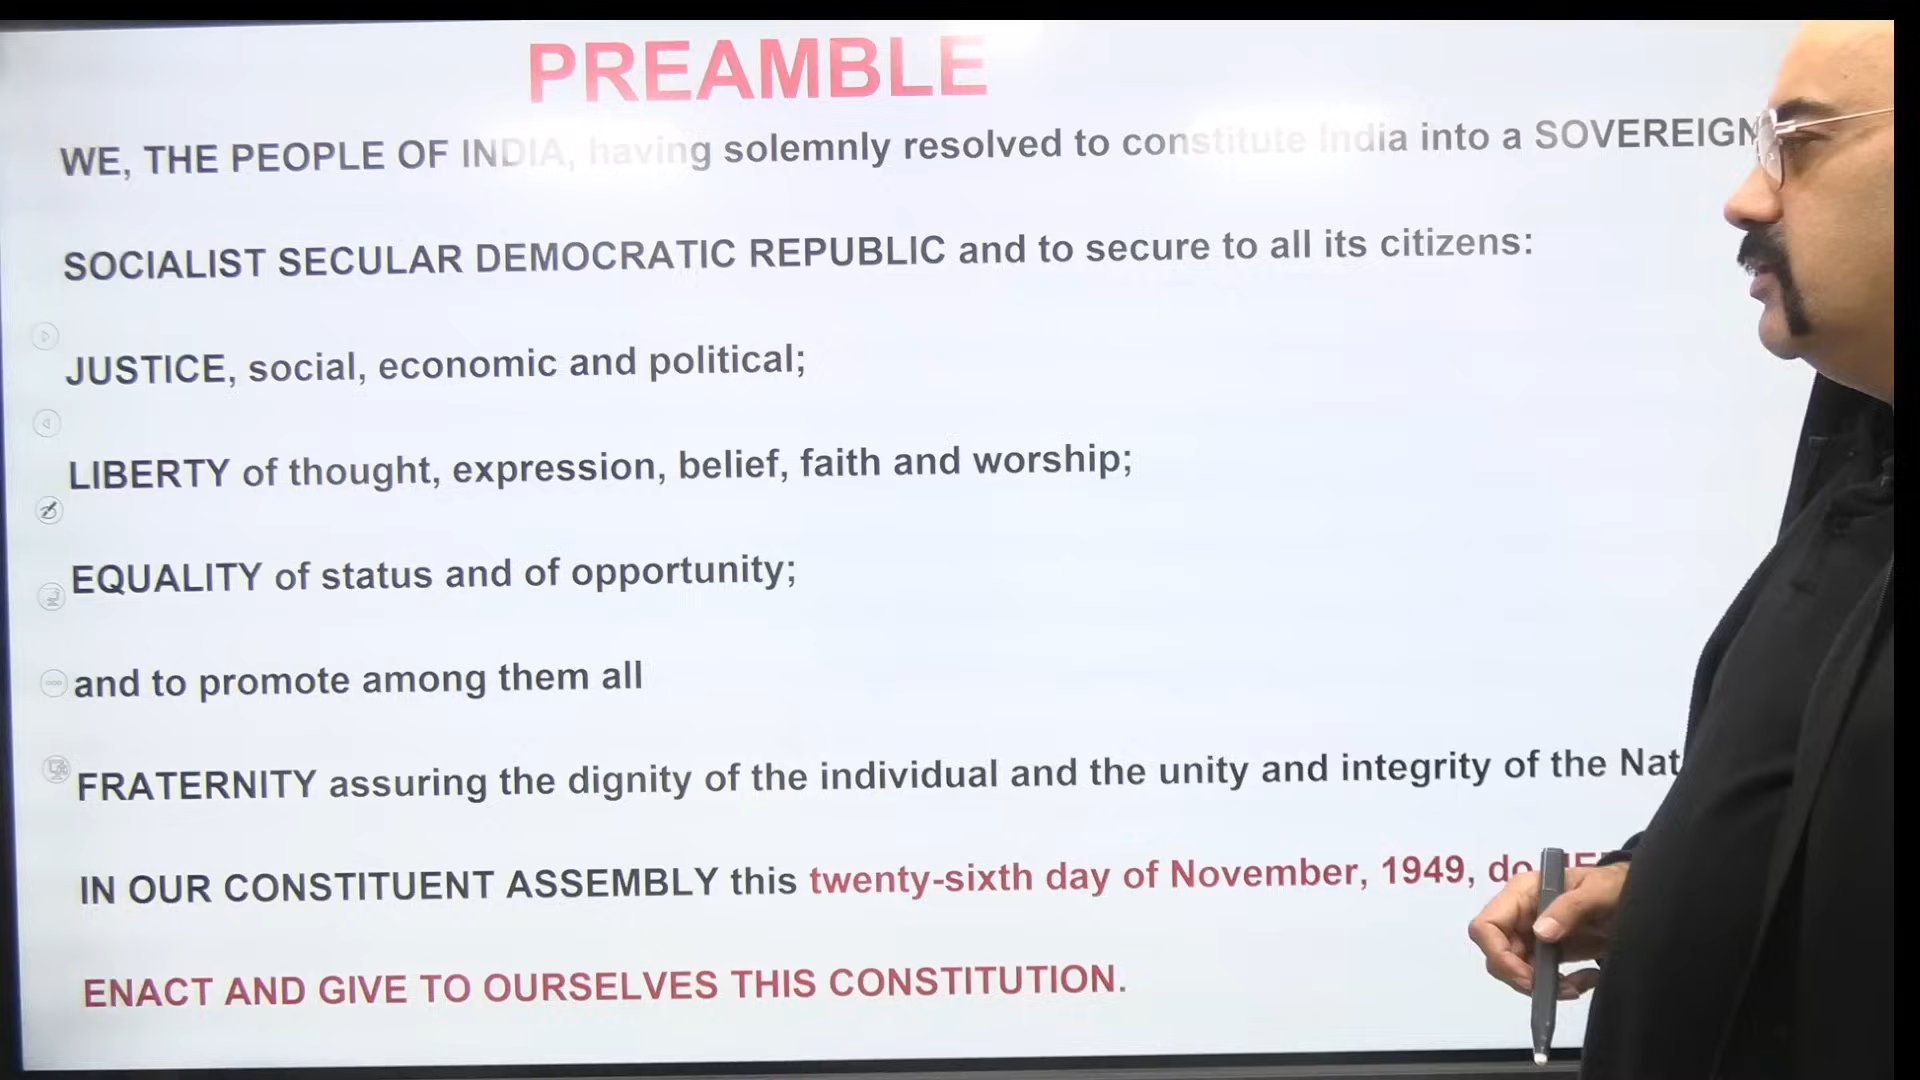 PREAMBLE
WE, THE PEOPLE OF INDIA, having solemnly resolved to constitute India into a SOVEREIGN
SOCIALIST SECULAR DEMOCRATIC REPUBLIC and to secure to all its citizens:
JUSTICE, social, economic and political;
LIBERTY of thought, expression, belief, faith and worship;
EQUALITY of status and of opportunity;
and to promote among them all
FRATERNITY assuring the dignity of the individual and the unity and integrity of the
IN OUR CONSTITUENT ASSEMBLY this twenty-sixth day of November, 1949, do
ENACT AND GIVE TO OURSELVES THIS CONSTITUTION.